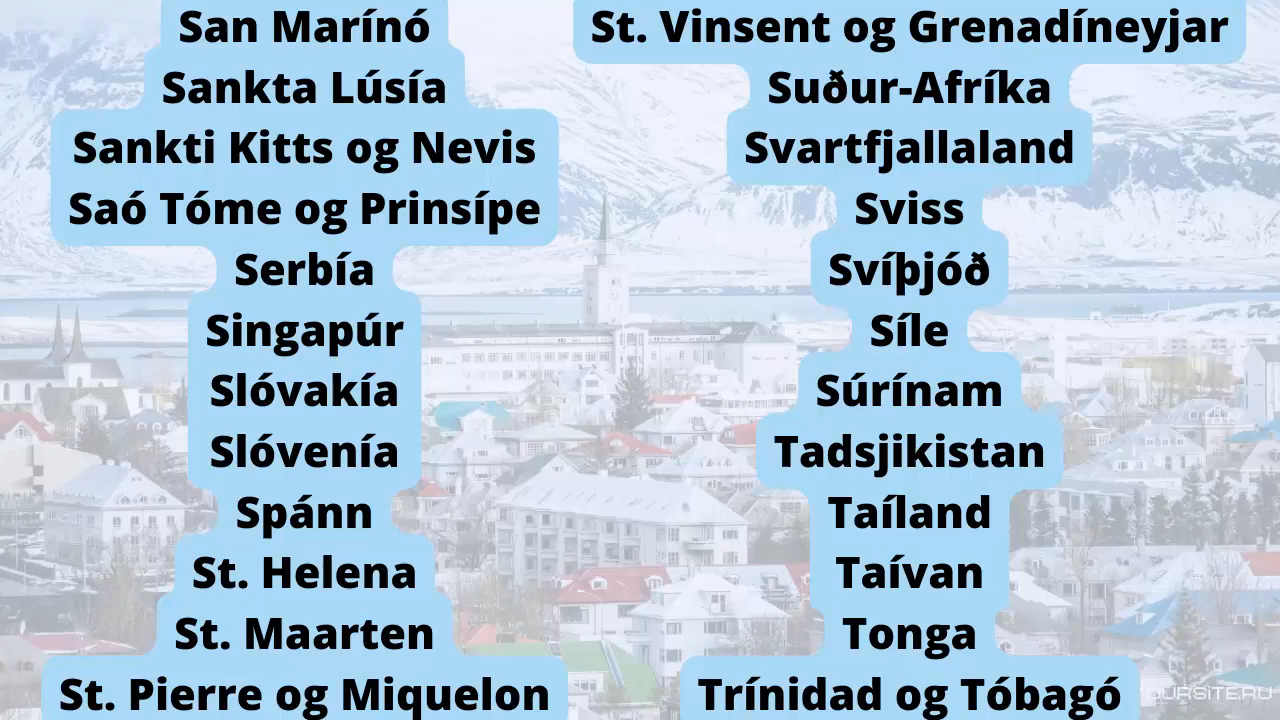 San Marínó
Sankta Lúsía
Sankti Kitts og Nevis
Saó Tóme og Prinsípe
Serbía
Singapúr
Slóvakía
Slóvenía
Spánn
St. Helena
St. Maarten
St. Pierre og Miquelon
St. Vinsent og Grenadíneyjar
Suður-Afríka
Svartfjallaland
Sviss
Svíþjóð
Síle
Súrínam
Tadsjikistan
Taíland
Taívan
Tonga
Trínidad og Tóbagó